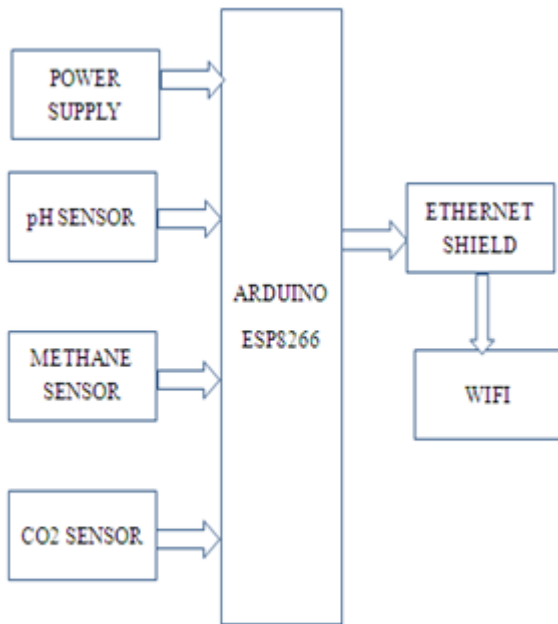 POWER
SUPPLY
pH SENSOR
METHANE
SENSOR
CO2 SENSOR
ARDUINO
ESP8266
ETHERNET
SHIELD
WIFI